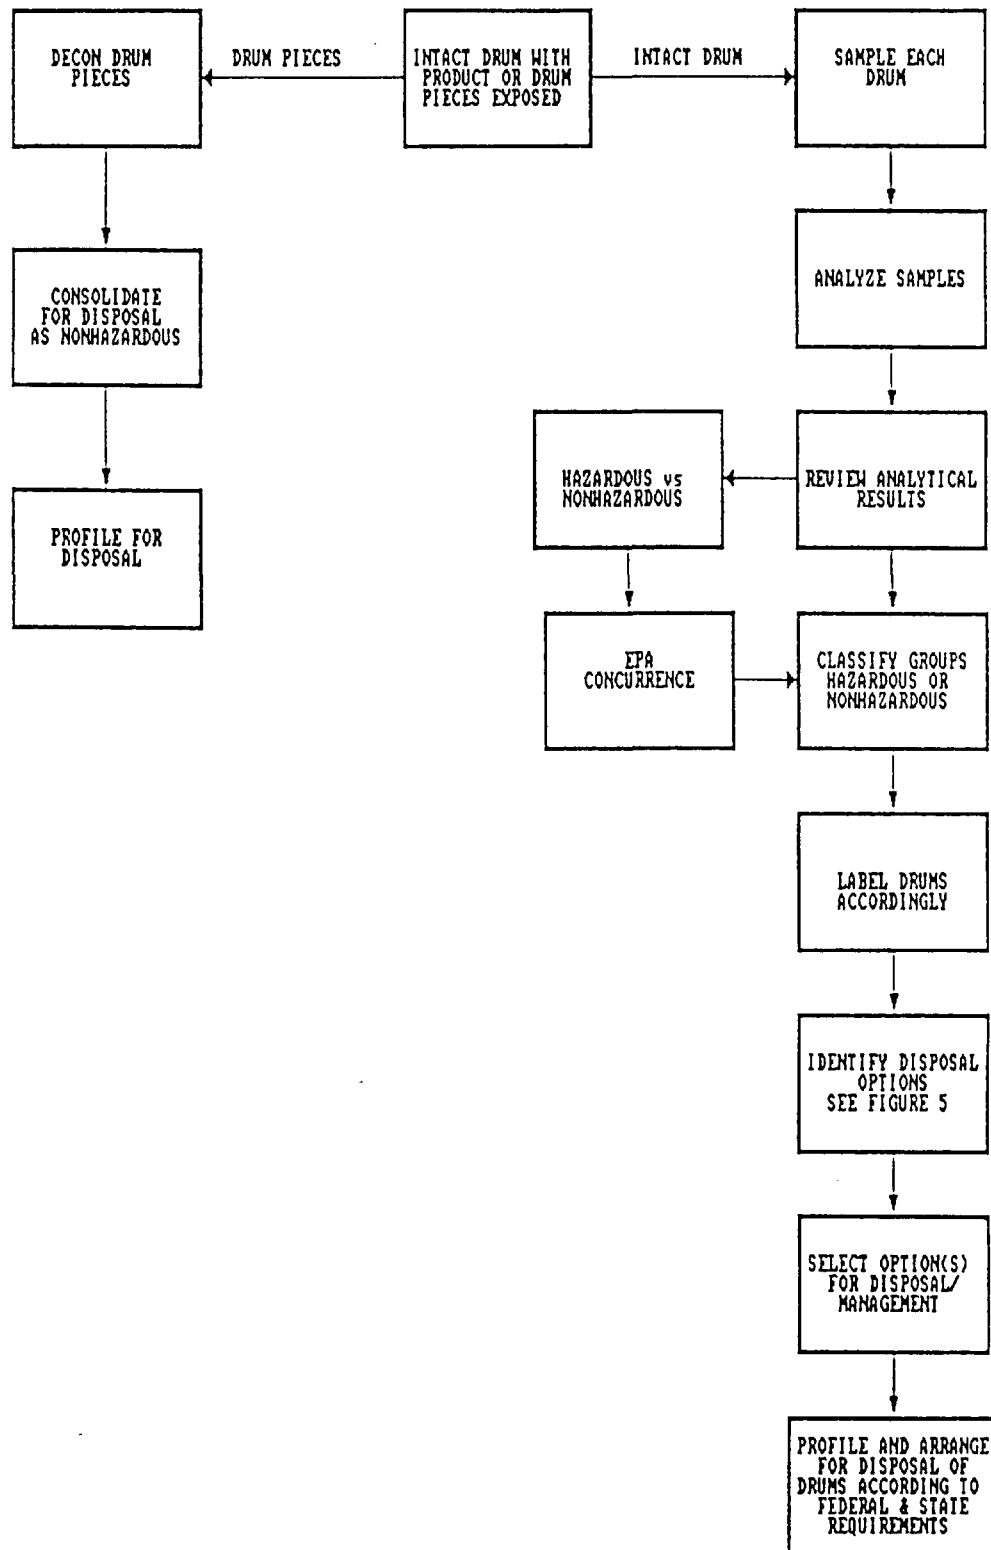 DECON DRUM
PIECES
DRUM PIECES
INTACT DRUM WITH
PRODUCT OR DRUM
PIECES EXPOSED
INTACT DRUM
SAMPLE EACH
DRUM
ANALYZE SAMPLES
CONSOLIDATE
FOR DISPOSAL
AS NONHAZARDOUS
HAZARDOUS vs
NONHAZARDOUS
REVIEW ANALYTICAL
RESULTS
PROFILE FOR
DISPOSAL
EPA
CONCURRENCE
CLASSIFY GROUPS
HAZARDOUS OR
NONHAZARDOUS
LABEL DRUMS
ACCORDINGLY
IDENTIFY DISPOSAL
OPTIONS
SEE FIGURE 5
SELECT OPTION(S)
FOR DISPOSAL/
MANAGEMENT
PROFILE AND ARRANGE
FOR DISPOSAL OF
DRUMS ACCORDING TO
FEDERAL & STATE
REQUIREMENTS